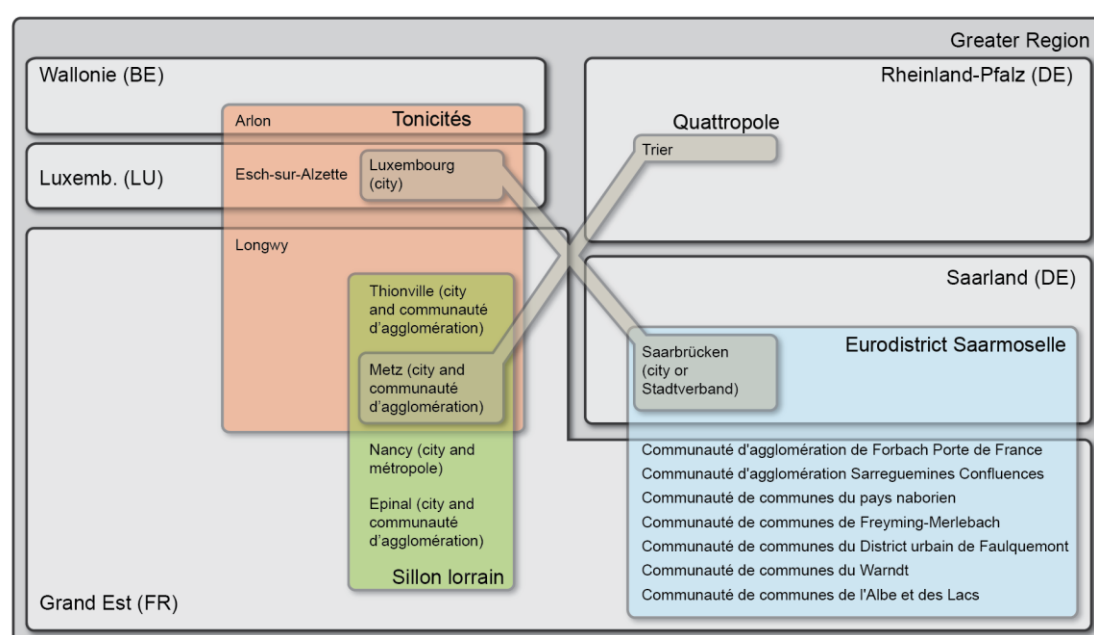 Greater Region
Wallonie (BE)
Rheinland-Pfalz (DE)
Arlon
Tonicités
Quattropole
Trier
Luxemb. (LU)
Esch-sur-Alzette
Luxembourg
(city)
Longwy
Saarland (DE)
Thionville (city
and communauté
d'agglomération)
Metz (city and
communauté
d'agglomération)
Saarbrücken
(city or
Stadtverband)
Eurodistrict Saarmoselle
Nancy (city and
métropole)
Epinal (city and
communauté
d'agglomération)
Sillon lorrain
Communauté d'agglomération de Forbach Porte de France
Communauté d'agglomération Sarreguemines Confluences
Communauté de communes du pays naborien
Communauté de communes de Freyming-Merlebach
Communauté de communes du District urbain de Faulquemont
Communauté de communes du Warndt
Communauté de communes de l'Albe et des Lacs
Grand Est (FR)